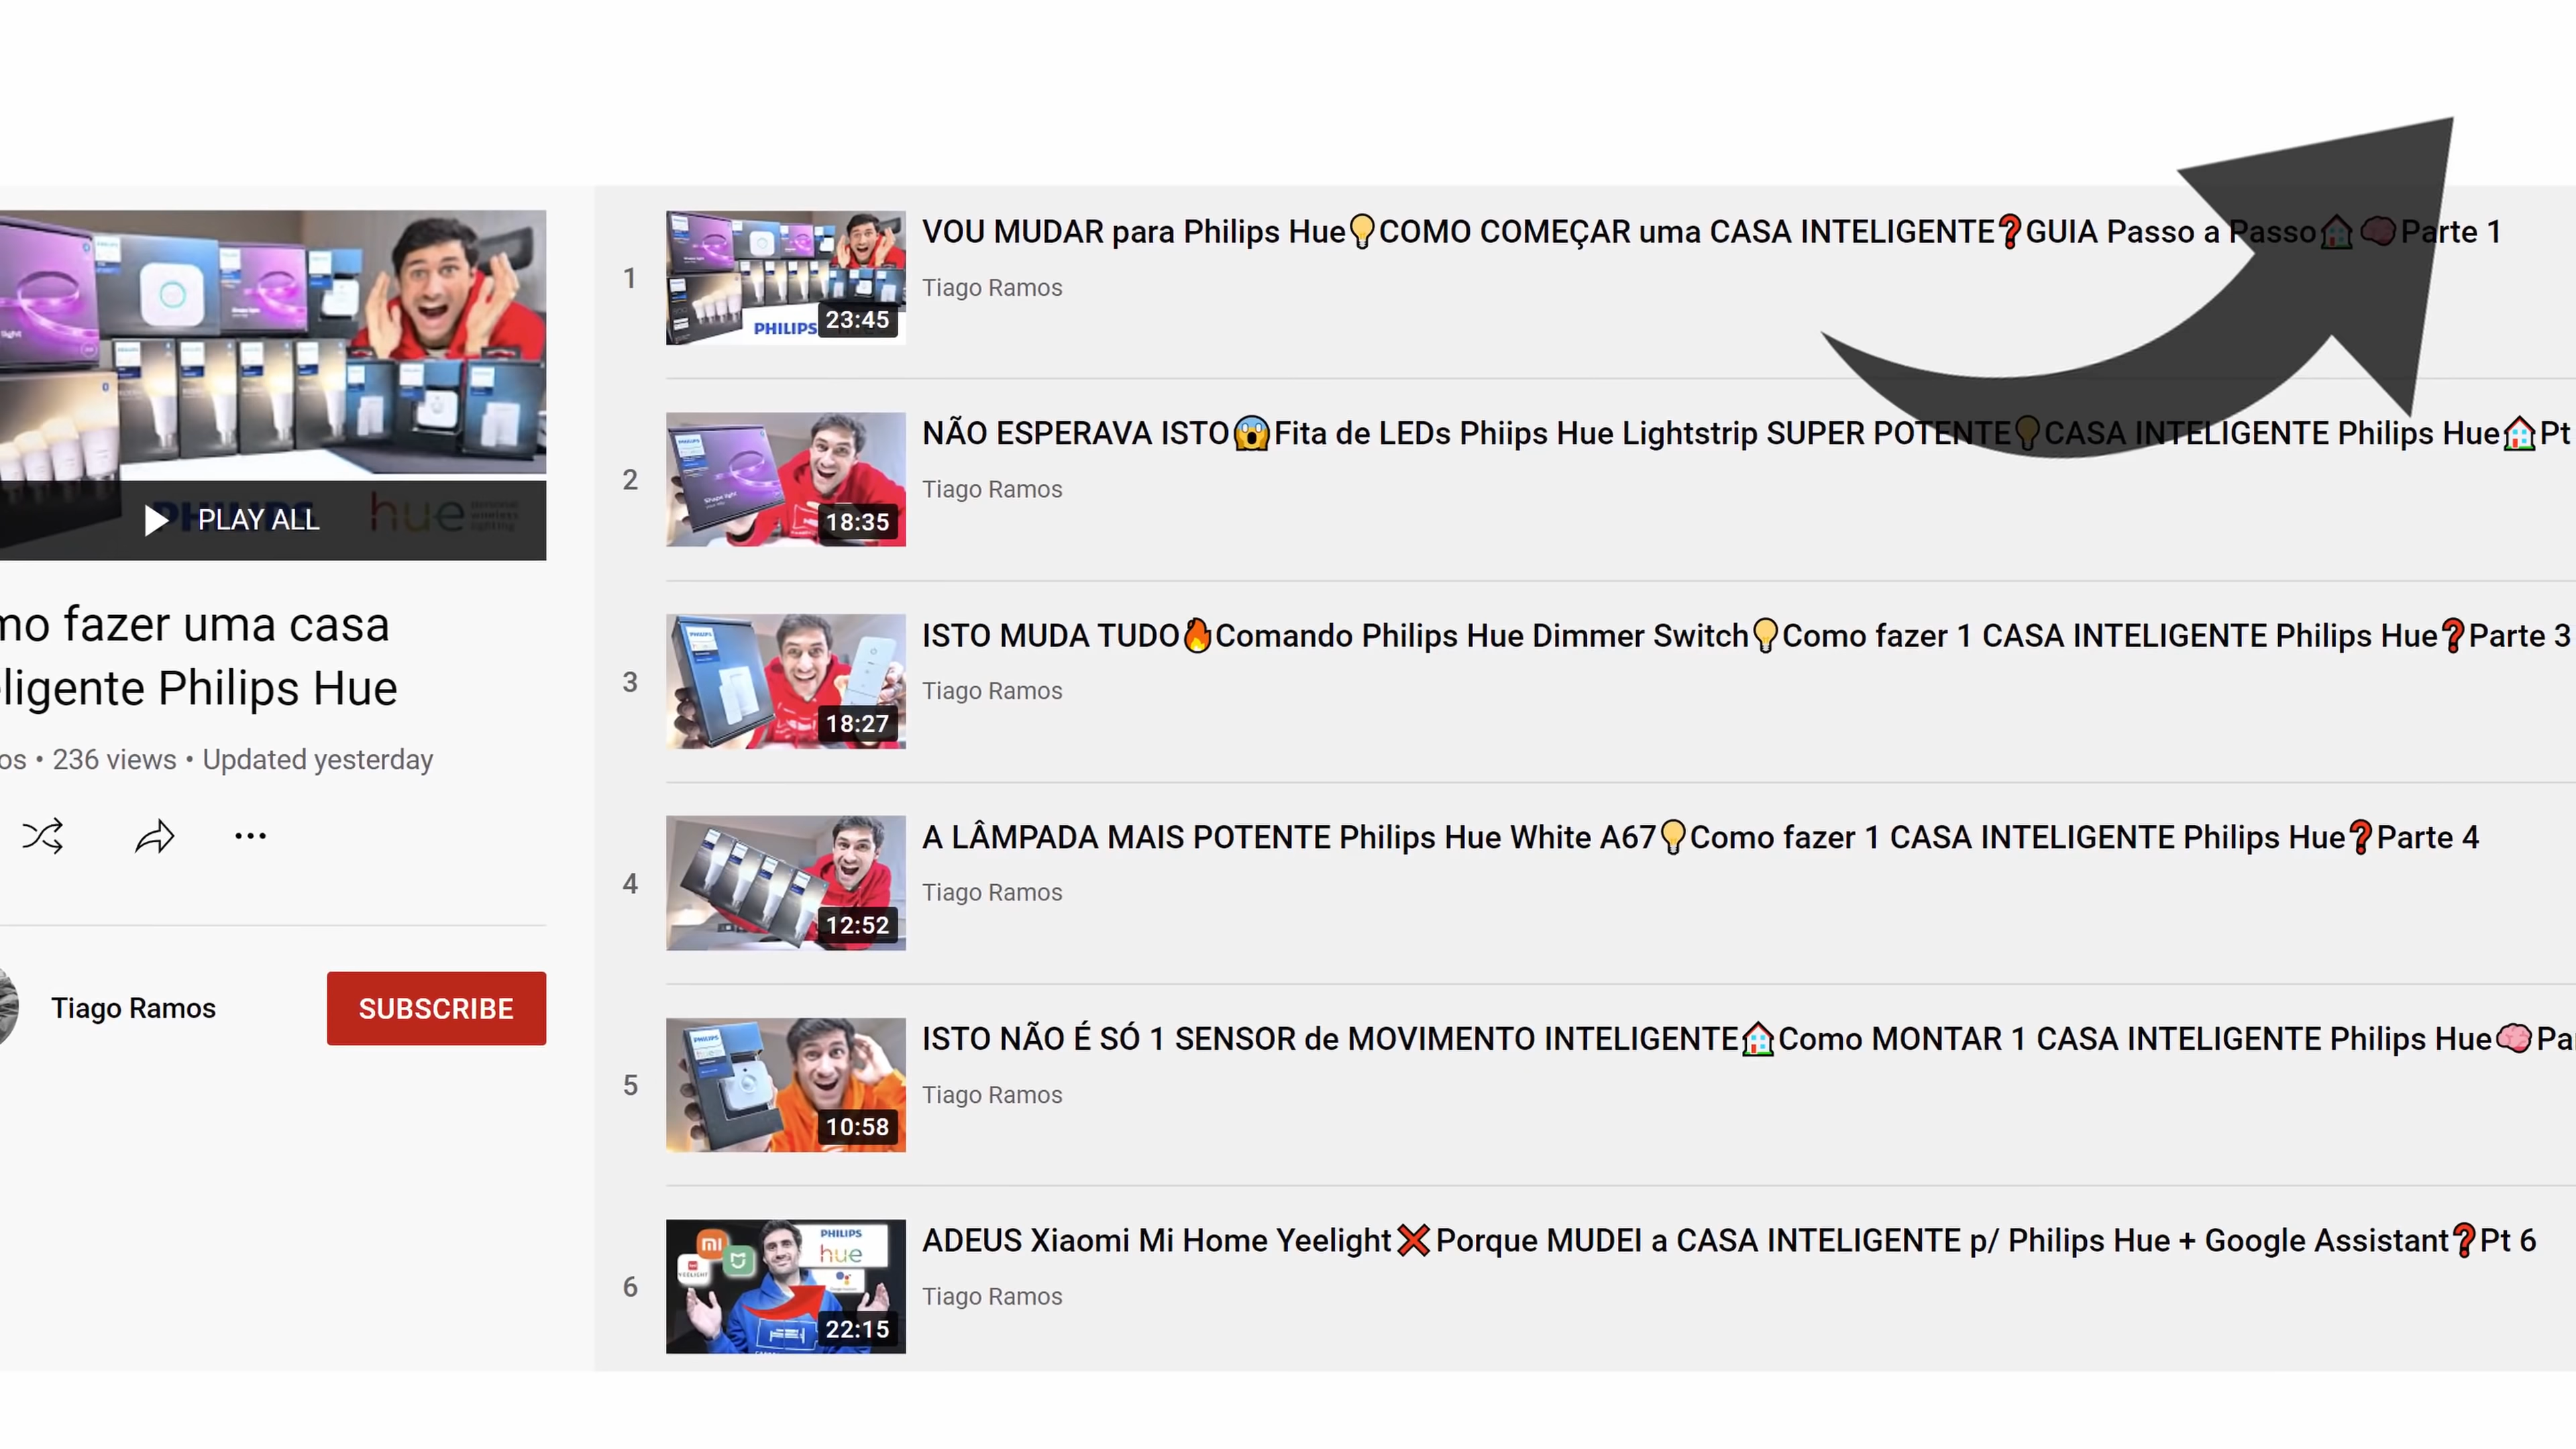 PLAY ALL
hue
mo fazer uma casa
ligente Philips Hue
os • 236 views • Updated yesterday
Tiago Ramos
SUBSCRIBE
1
PHILIPS
23:45
VOU MUDAR para Philips Hue💡COMO COMEÇAR uma CASA INTELIGENTE❓GUIA Passo a Passo🏠🧠Parte 1
Tiago Ramos
2
18:35
NÃO ESPERAVA ISTO😱Fita de LEDs Phiips Hue Lightstrip SUPER POTENTE💡CASA INTELIGENTE Philips Hue🏠Pt
Tiago Ramos
3
18:27
ISTO MUDA TUDO🔥Comando Philips Hue Dimmer Switch💡Como fazer 1 CASA INTELIGENTE Philips Hue❓Parte 3
Tiago Ramos
4
12:52
A LÂMPADA MAIS POTENTE Philips Hue White A67💡Como fazer 1 CASA INTELIGENTE Philips Hue❓Parte 4
Tiago Ramos
5
PHILIPS
10:58
ISTO NÃO É SÓ 1 SENSOR de MOVIMENTO INTELIGENTE🏠Como MONTAR 1 CASA INTELIGENTE Philips Hue🧠Pa
Tiago Ramos
6
PHILIPS
hue
22:15
ADEUS Xiaomi Mi Home Yeelight❌Porque MUDEI a CASA INTELIGENTE p/ Philips Hue + Google Assistant❓Pt 6
Tiago Ramos